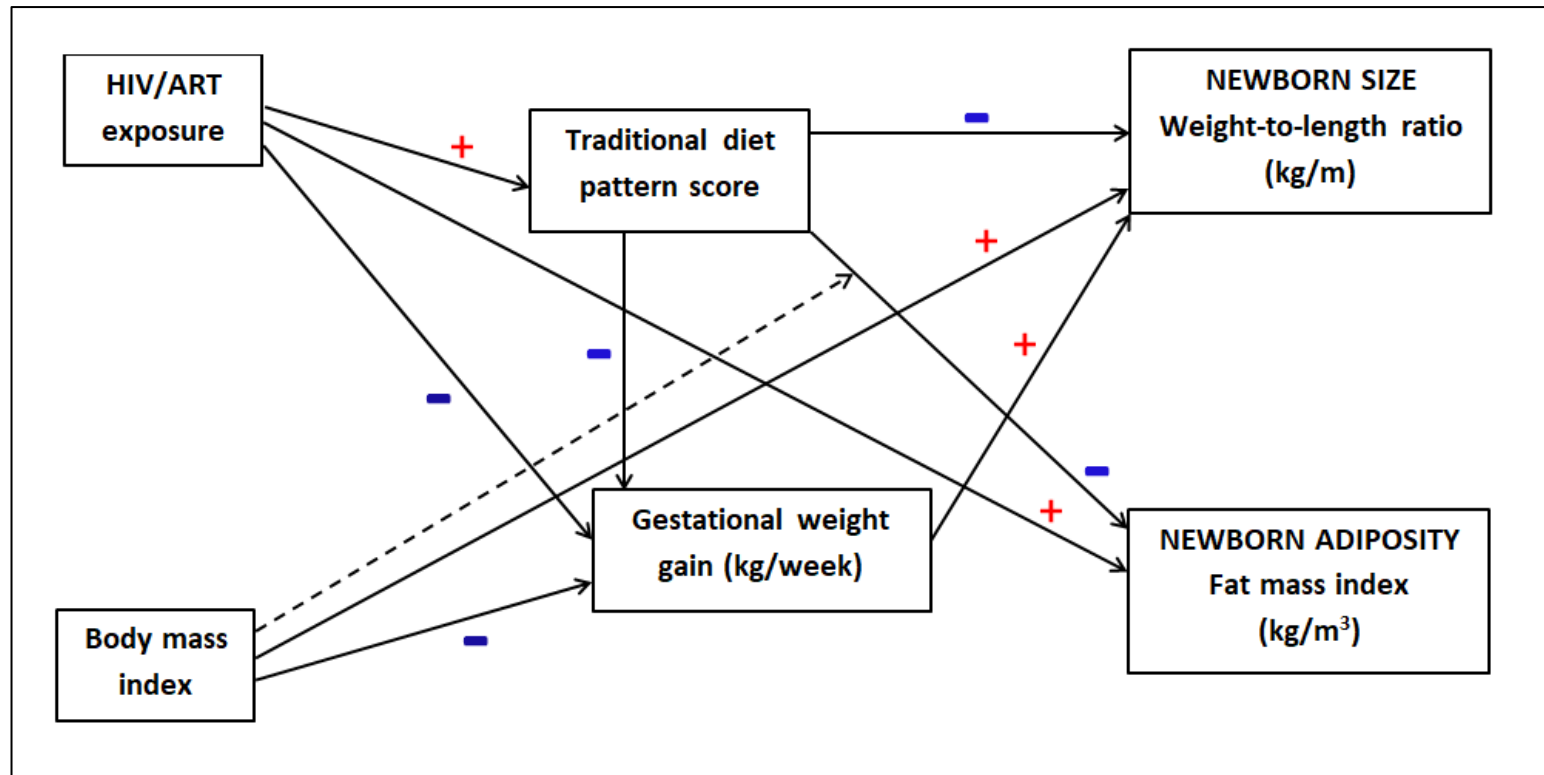 HIV/ART
exposure
+
Traditional diet
pattern score
-
NEWBORN SIZE
Weight-to-length ratio
(kg/m)
+
+
-
-
Gestational weight
gain (kg/week)
-
+
NEWBORN ADIPOSITY
Fat mass index
(kg/m³)
Body mass
index
-